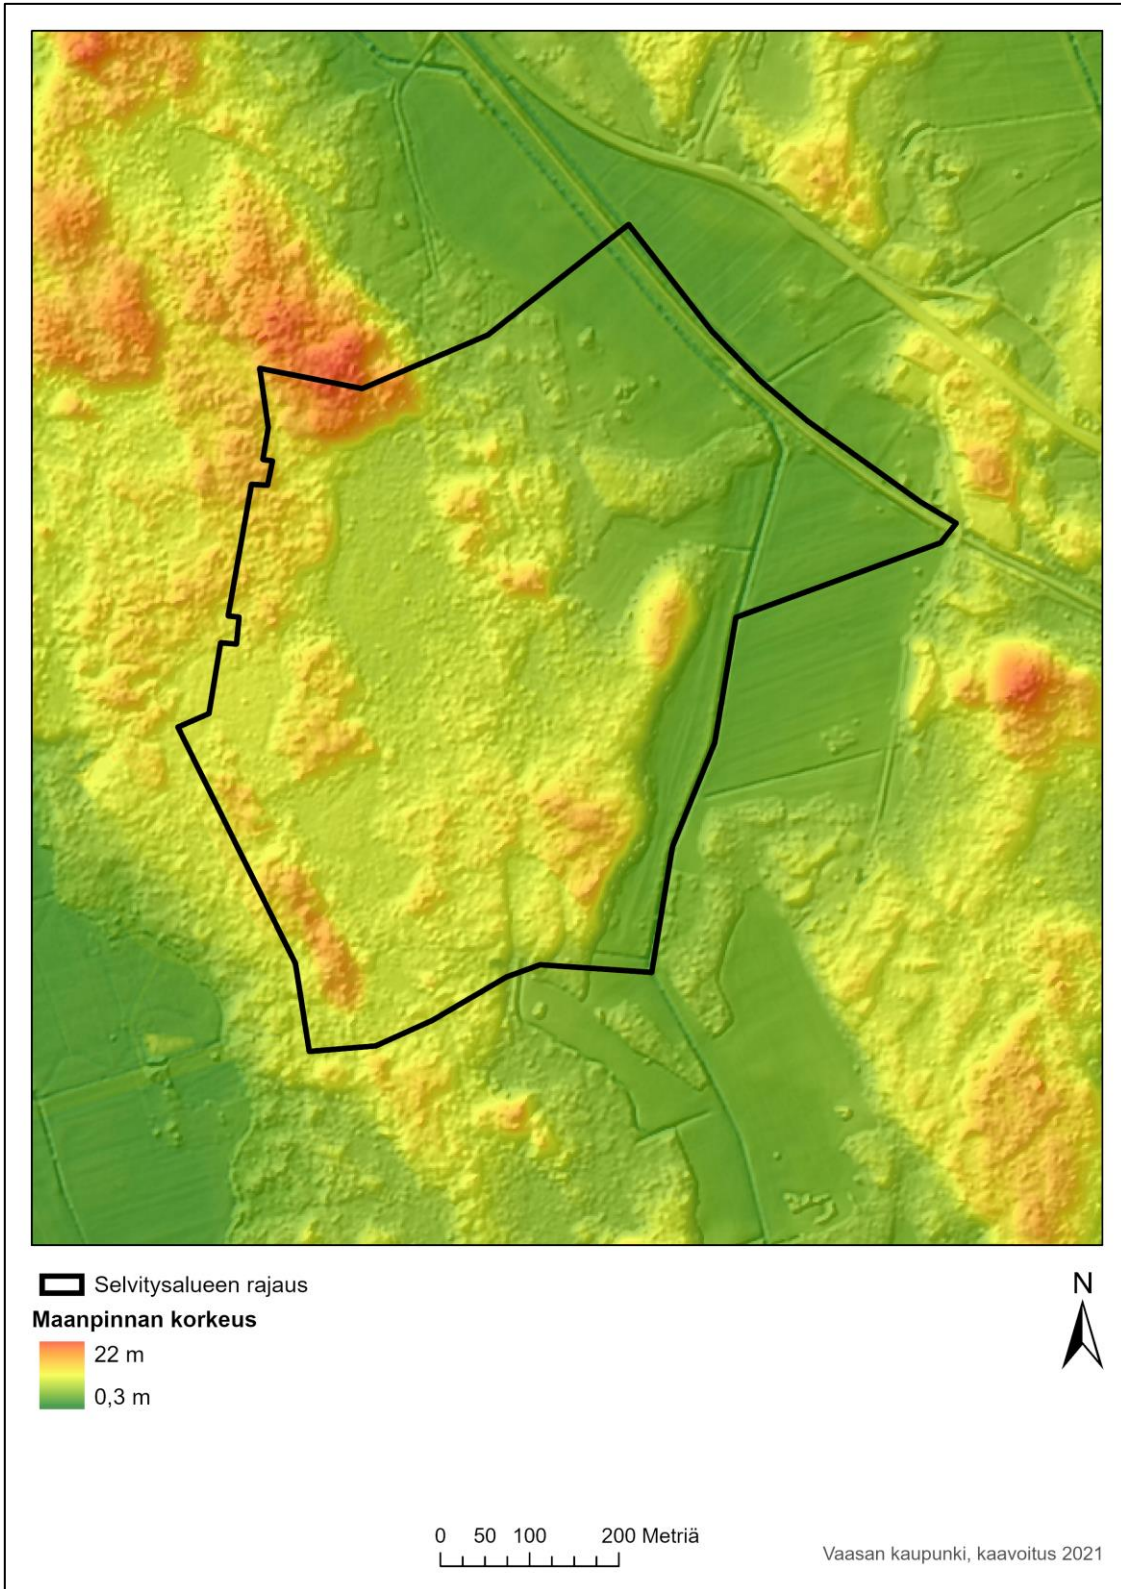 Selvitysalueen rajaus
Maanpinnan korkeus
22 m
0,3 m
N
0 50 100 200 Metriä
Vaasan kaupunki, kaavoitus 2021